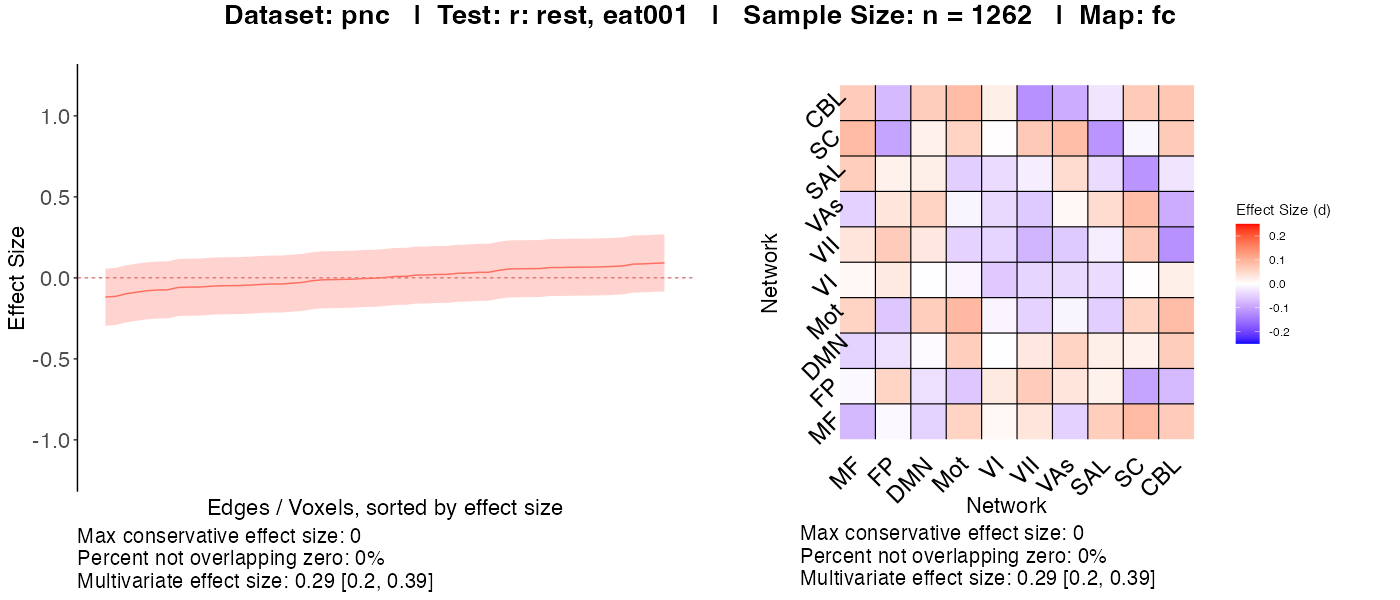 Dataset: pnc | Test: r: rest, eat001 | Sample Size: n = 1262 | Map: fc
Effect Size
1.0
0.5
0.0
-0.5
-1.0
Edges / Voxels, sorted by effect size
Max conservative effect size: 0
Percent not overlapping zero: 0%
Multivariate effect size: 0.29 [0.2, 0.39]
Network
CBL
SC
SAL
VAs
VII
VI
Mot
DMN
FP
MF
MF
FP
DMN
Mot
VI
VII
VAs
SAL
SC
CBL
Network
Effect Size (d)
0.2
0.1
0.0
-0.1
-0.2
Max conservative effect size: 0
Percent not overlapping zero: 0%
Multivariate effect size: 0.29 [0.2, 0.39]